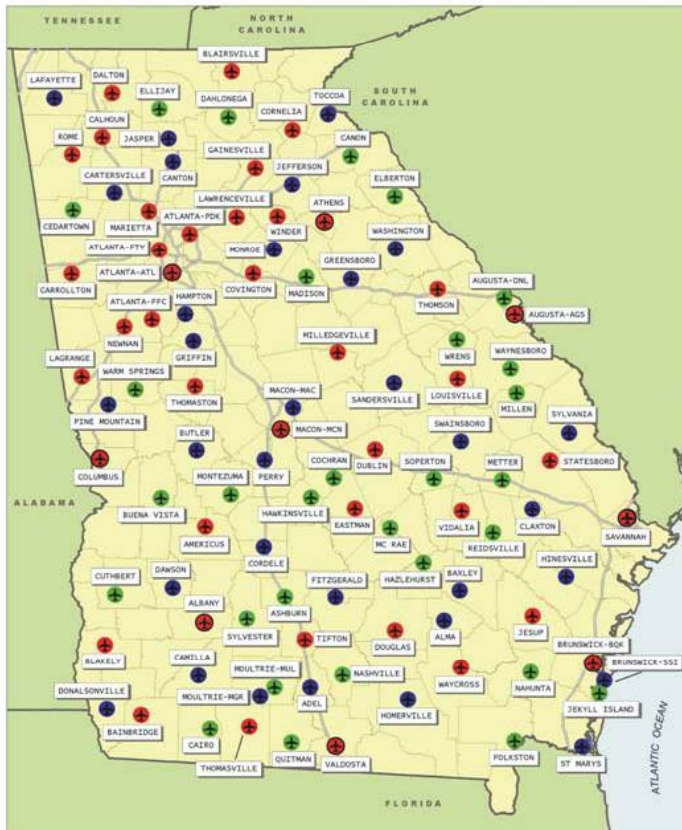 TENNESSEE
NORTH
CAROLINA
BLAIRSVILLE
LAFAYETTE
DALTON
ELLIJAY
DAHLONEGA
CORNELIA
TOCCOA
SOUTH
CAROLINA
CALHOUN
ROME
JASPER
GAINESVILLE
JEFFERSON
CANON
CARTERSVILLE
CANTON
LAWRENCEVILLE
ATHENS
ELBERTON
CEDARTOWN
MARIETTA
ATLANTA-PDK
WINDER
WASHINGTON
ATLANTA-FTY
MONROE
GREENSBORO
CARROLLTON
ATLANTA-ATL
COVINGTON
MADISON
THOMSON
AUGUSTA-DNL
ATLANTA-FFC
HAMPTON
AUGUSTA-AGS
NEWNAN
GRIFFIN
MILLEDGEVILLE
WRENS
WAYNESBORO
LAGRANGE
WARM SPRINGS
THOMASTON
MACON-MAC
SANDERSVILLE
LOUISVILLE
MILLEN
PINE MOUNTAIN
BUTLER
MACON-MCN
SWAINSBORO
SYLVANIA
COLUMBUS
MONTEZUMA
PERRY
COCHRAN
DUBLIN
SOPERTON
METTER
STATESBORO
ALABAMA
BUENA VISTA
HAWKINSVILLE
EASTMAN
VIDALIA
CLAXTON
SAVANNAH
AMERICUS
CORDELE
MC RAE
REIDSVILLE
HINESVILLE
CUTHBERT
DAWSON
FITZGERALD
HAZLEHURST
BAXLEY
ALBANY
ASHBURN
SYLVESTER
TIFTON
DOUGLAS
ALMA
JESUP
BRUNSWICK-BQK
BLAKELY
CAMILLA
MOULTRIE-MUL
NASHVILLE
WAYCROSS
NAHUNTA
BRUNSWICK-SSI
DONALSONVILLE
MOULTRIE-MGR
ADEL
HOMERVILLE
JEKYLL ISLAND
BAINBRIDGE
CAIRO
THOMASVILLE
QUITMAN
VALDOSTA
FOLKSTON
ST MARYS
ATLANTIC OCEAN
FLORIDA